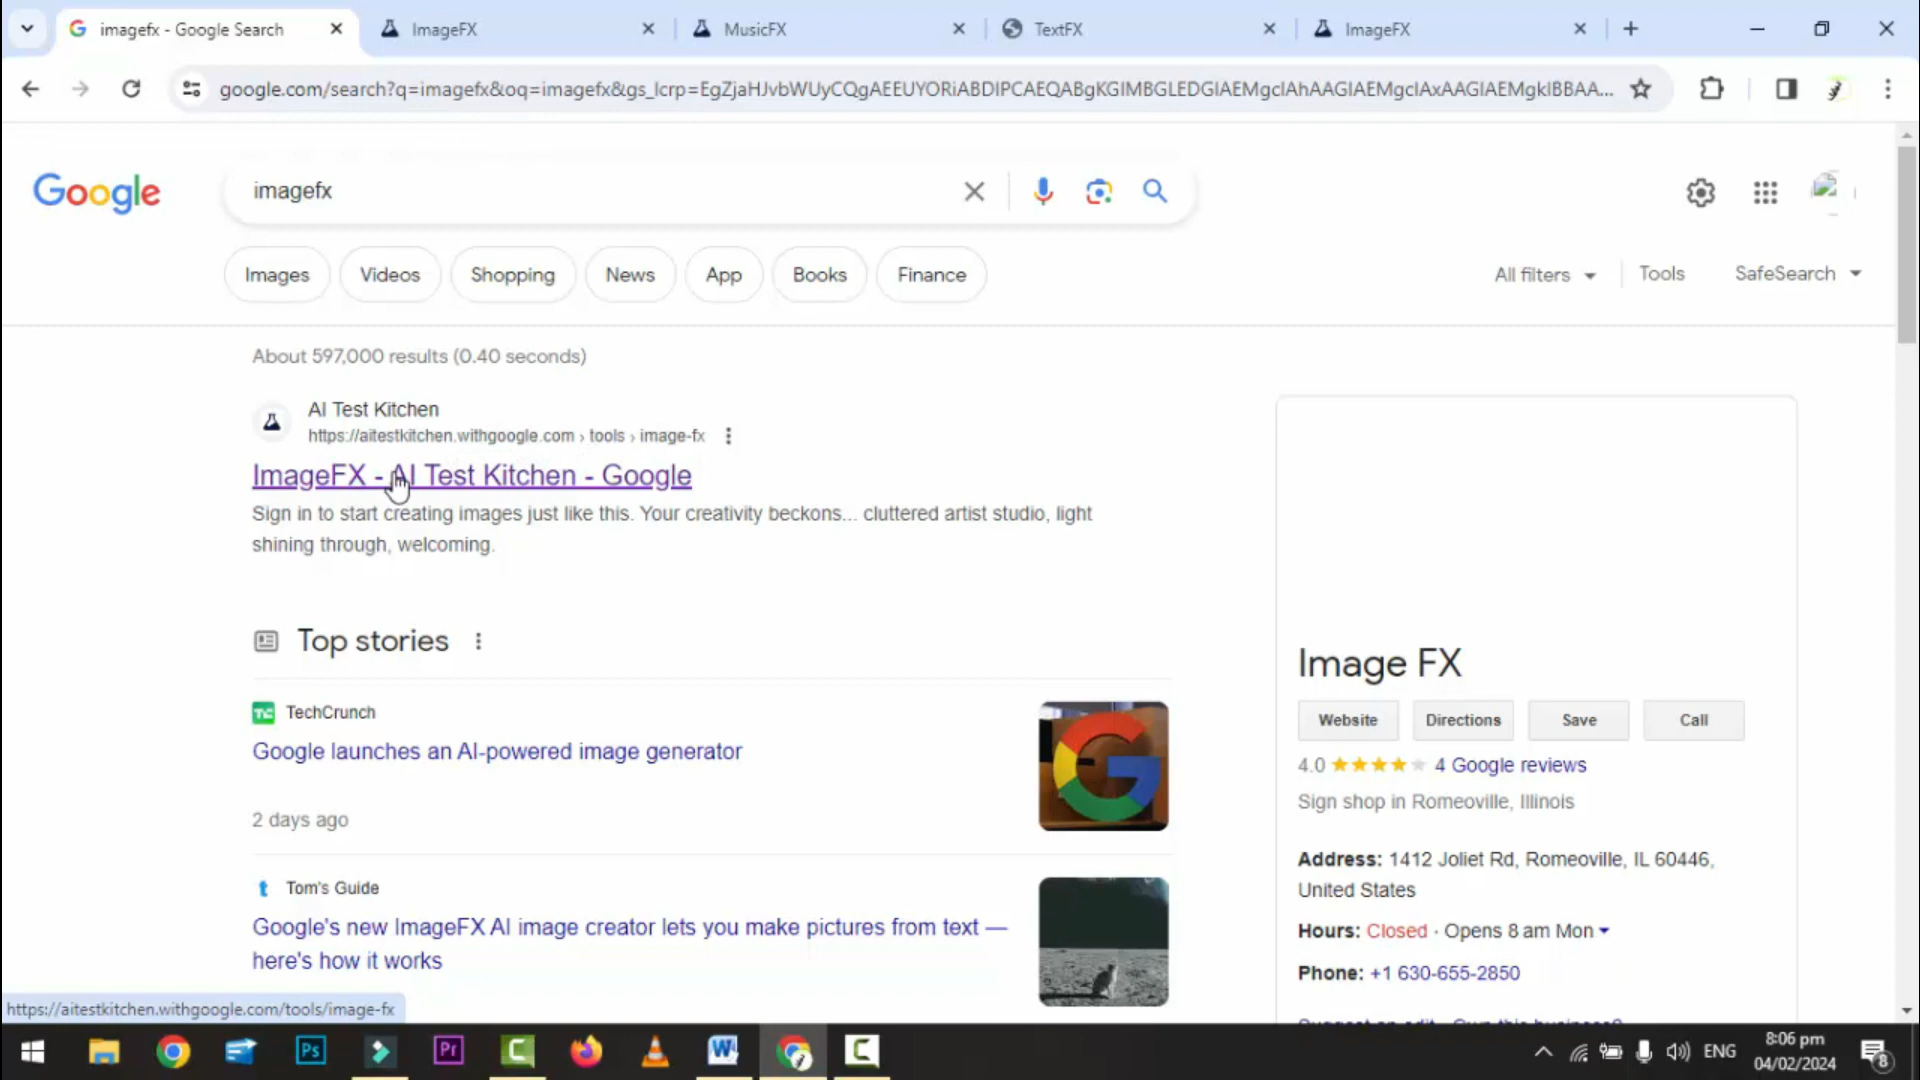 imagefx - Google Search
ImageFX
MusicFX
TextFX
ImageFX
google.com/search?q=imagefx&oq=imagefx&gs_lcrp=
Google
imagefx
Images
Videos
Shopping
News
App
Books
Finance
All filters
Tools
SafeSearch
About 597,000 results (0.40 seconds)
AI Test Kitchen
https://aitestkitchen.withgoogle.com › tools › image-fx
ImageFX - AI Test Kitchen - Google
Sign in to start creating images just like this. Your creativity beckons... cluttered artist studio, light
shining through, welcoming.
Top stories
TechCrunch
Google launches an AI-powered image generator
2 days ago
Tom's Guide
Google's new ImageFX AI image creator lets you make pictures from text —
here's how it works
Image FX
Website
Directions
Save
Call
4.0
4 Google reviews
Sign shop in Romeoville, Illinois
Address: 1412 Joliet Rd, Romeoville, IL 60446,
United States
Hours: Closed · Opens 8 am Mon
Phone: +1 630-655-2850
https://aitestkitchen.withgoogle.com/tools/image-fx
Ps
Pr
ENG
8:06 pm
04/02/2024
8